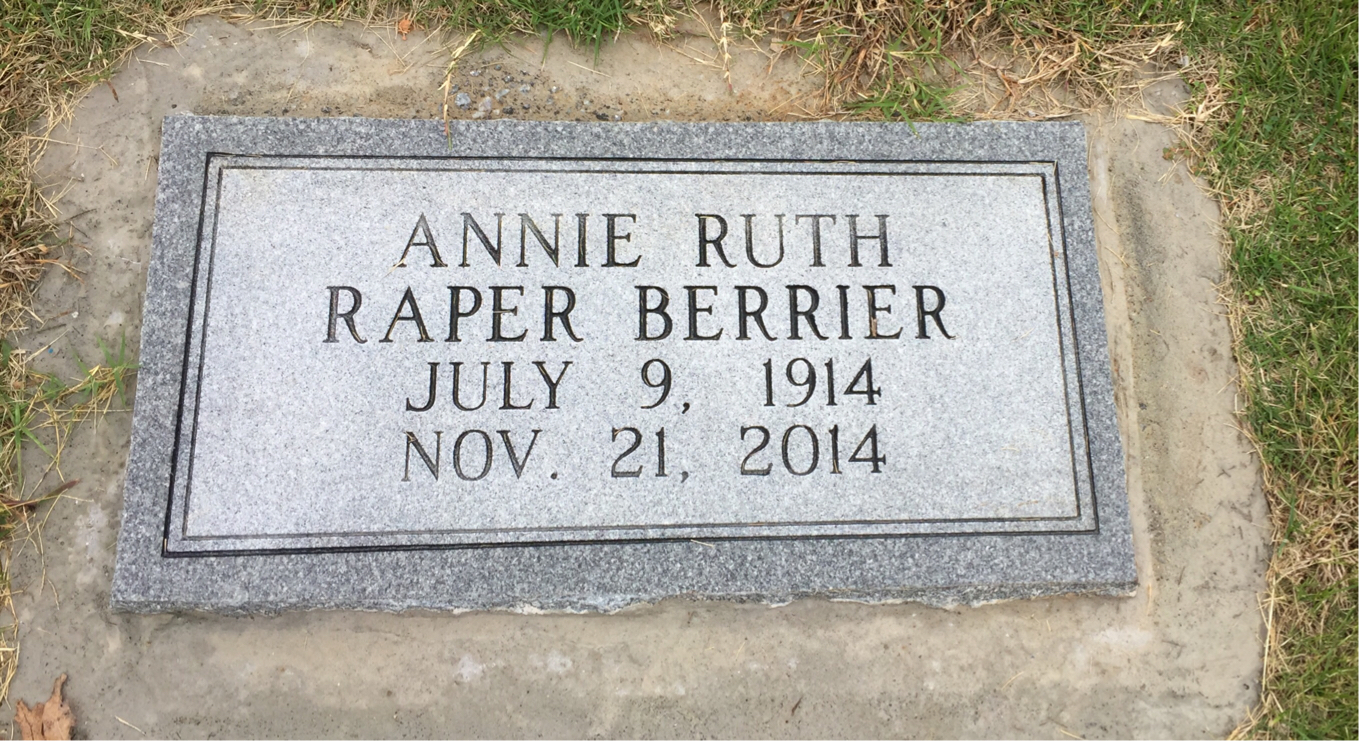 ANNIE RUTH
RAPER BERRIER
JULY 9, 1914
NOV. 21, 2014